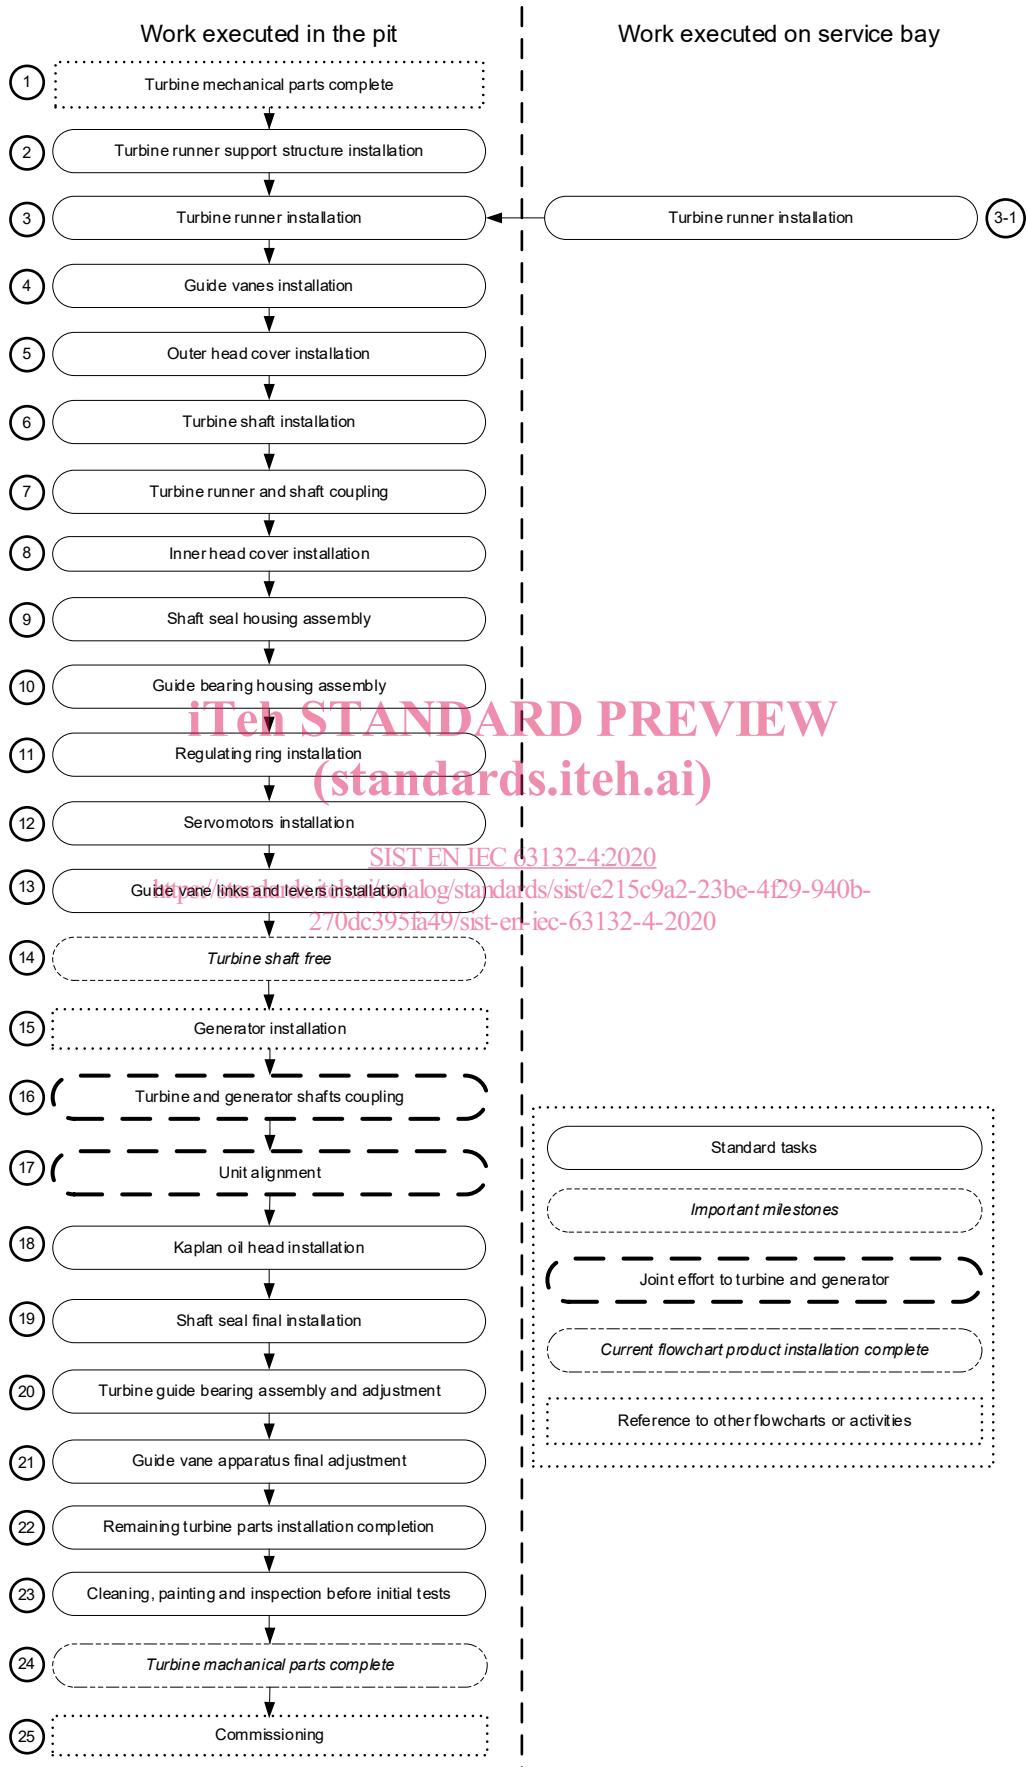 Work executed in the pit
Work executed on service bay
1
Turbine mechanical parts complete
2
Turbine runner support structure installation
3
Turbine runner installation
Turbine runner installation
3-1
4
Guide vanes installation
5
Outer head cover installation
6
Turbine shaft installation
7
Turbine runner and shaft coupling
8
Inner head cover installation
9
Shaft seal housing assembly
10
Guide bearing housing assembly
iTeh STANDARD PREVIEW
11
Regulating ring installation
(standards.iteh.ai)
12
Servomotors installation
SIST EN IEC 63132-4:2020
13
Guide vane links and levers installation
https://standards.iteh.ai/catalog/standards/sist/e215c9a2-23be-4f29-940b-
270dc395fa49/sist-en-iec-63132-4-2020
14
Turbine shaft free
15
Generator installation
16
Turbine and generator shafts coupling
17
Unit alignment
18
Kaplan oil head installation
19
Shaft seal final installation
20
Turbine guide bearing assembly and adjustment
21
Guide vane apparatus final adjustment
22
Remaining turbine parts installation completion
23
Cleaning, painting and inspection before initial tests
24
Turbine machanical parts complete
25
Commissioning
Standard tasks
Important milestones
Joint effort to turbine and generator
Current flowchart product installation complete
Reference to other flowcharts or activities